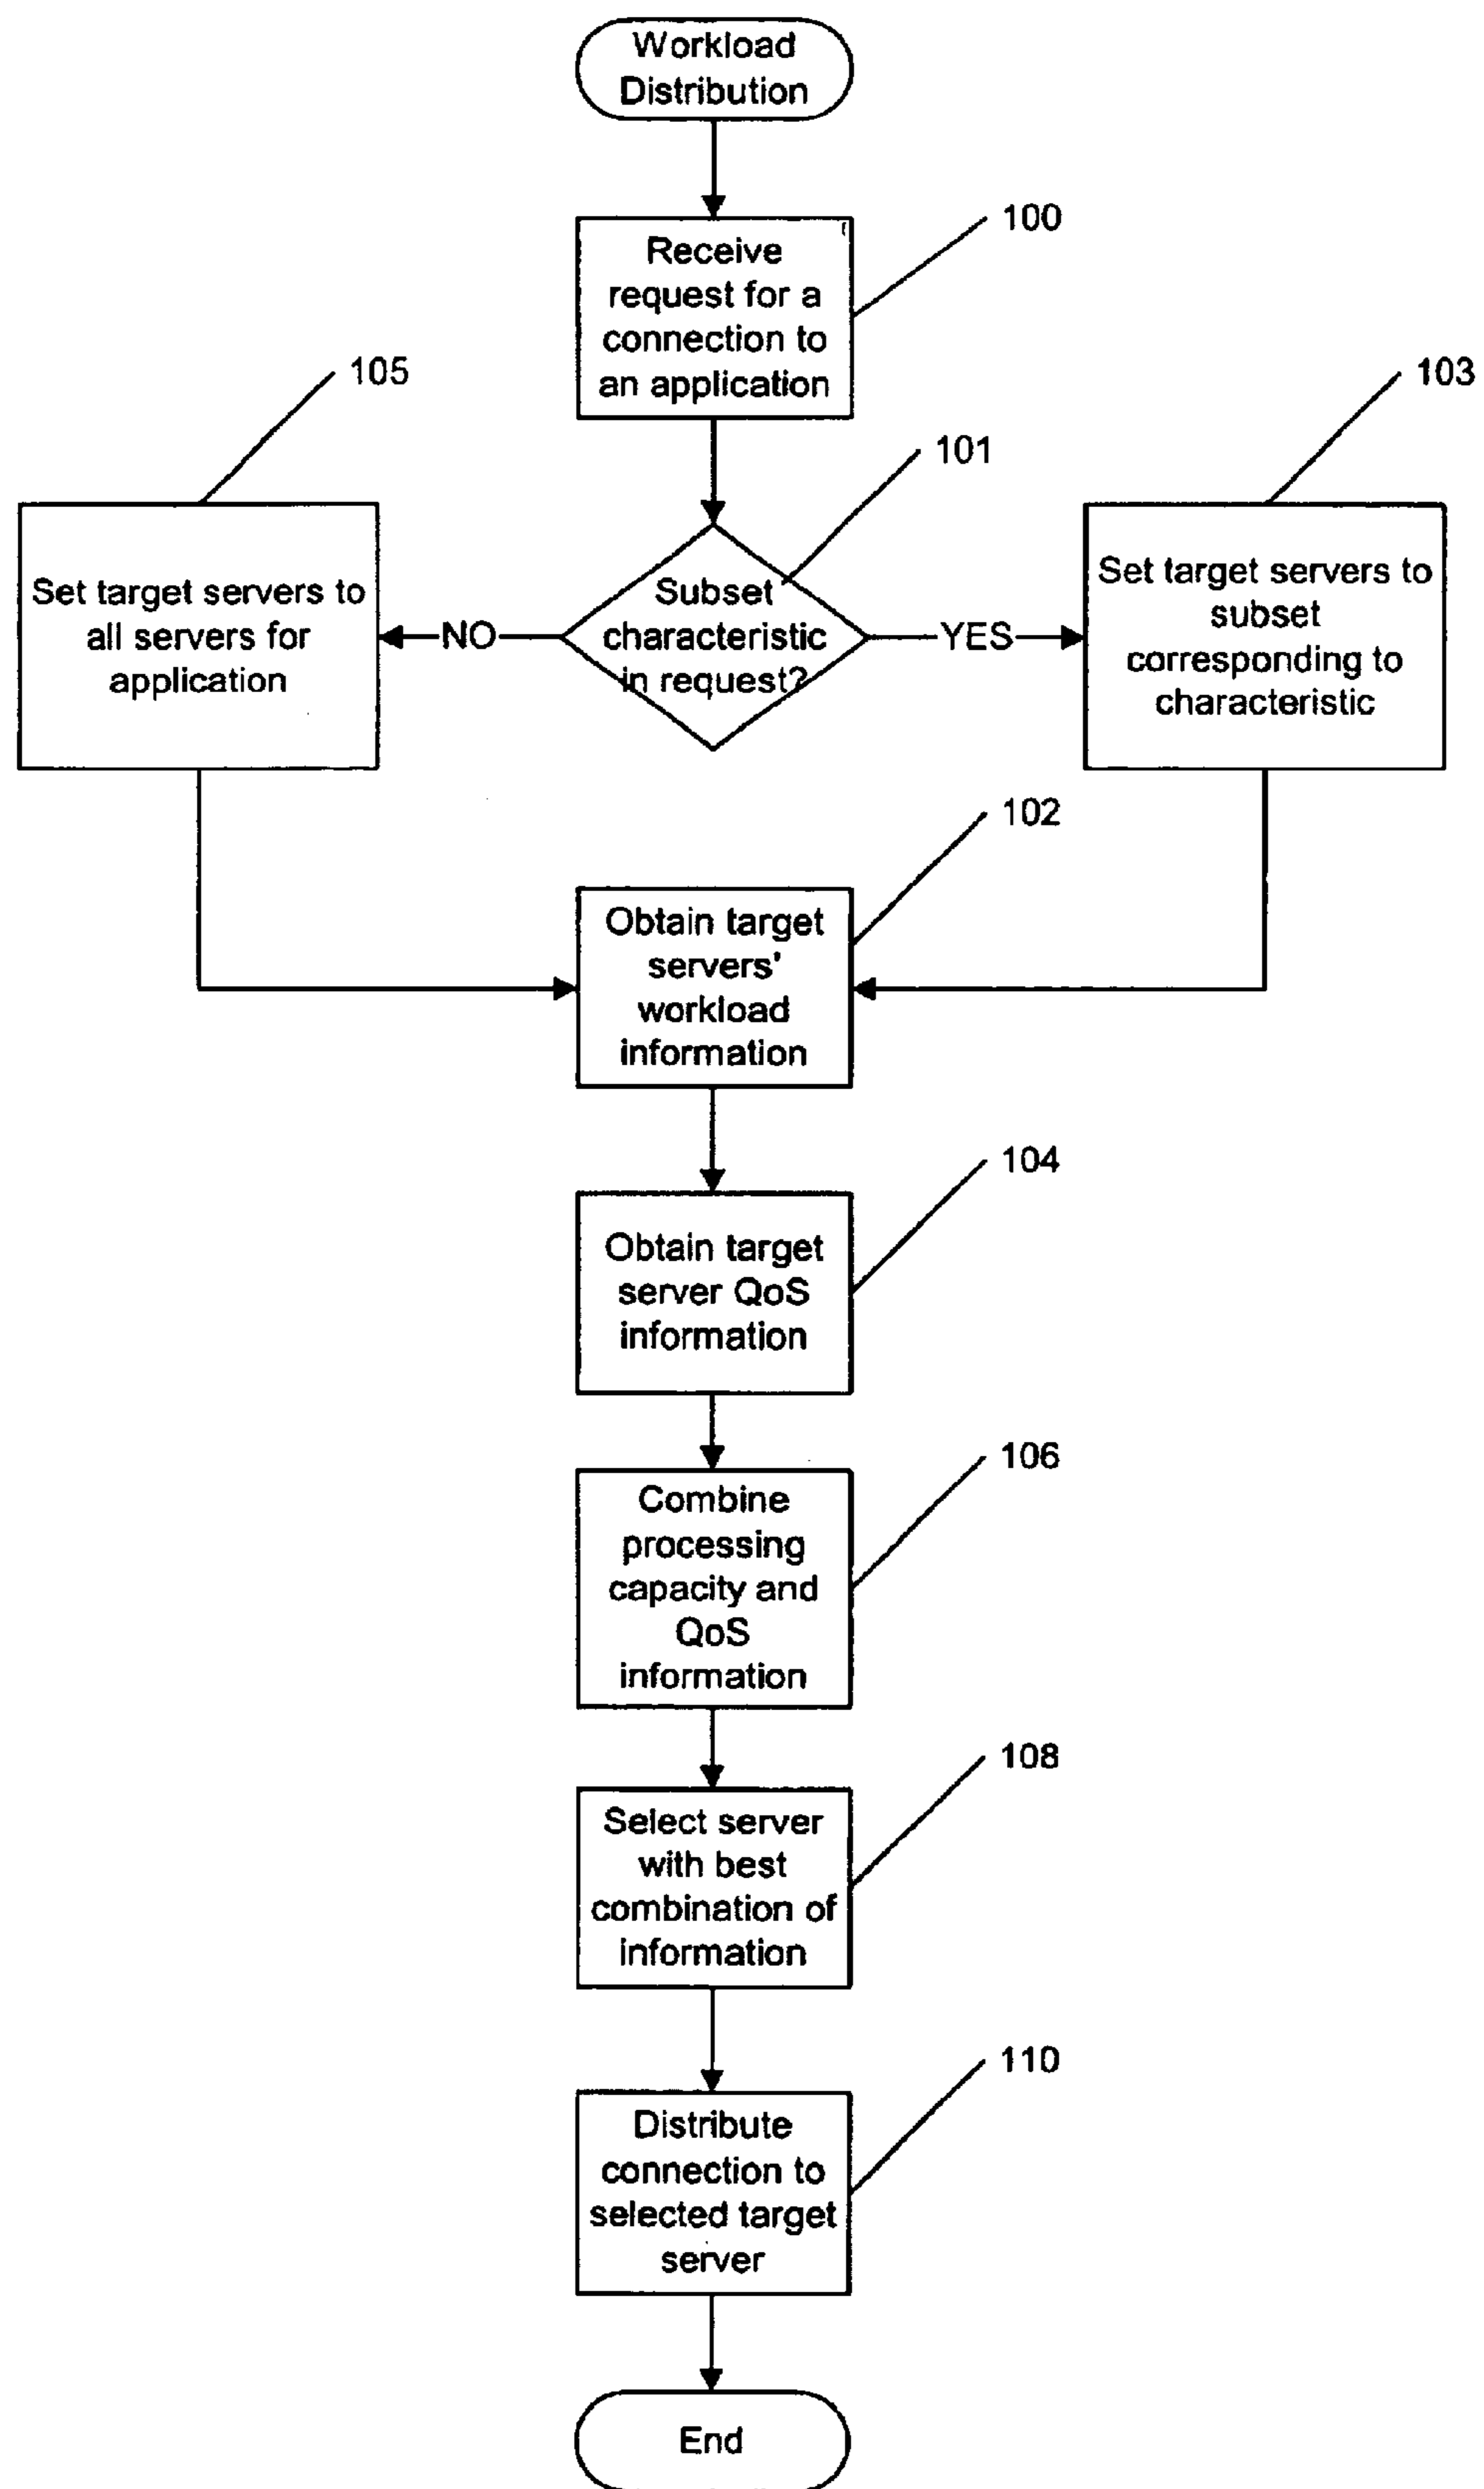 Workload
Distribution
100
Receive
request for a
connection to
an application
105
103
101
Set target servers to
all servers for
application
NO
Subset
characteristic
in request?
YES
Set target servers to
subset
corresponding to
characteristic
102
Obtain target
servers'
workload
information
104
Obtain target
server QoS
information
106
Combine
processing
capacity and
QoS
information
108
Select server
with best
combination of
information
110
Distribute
connection to
selected target
server
End